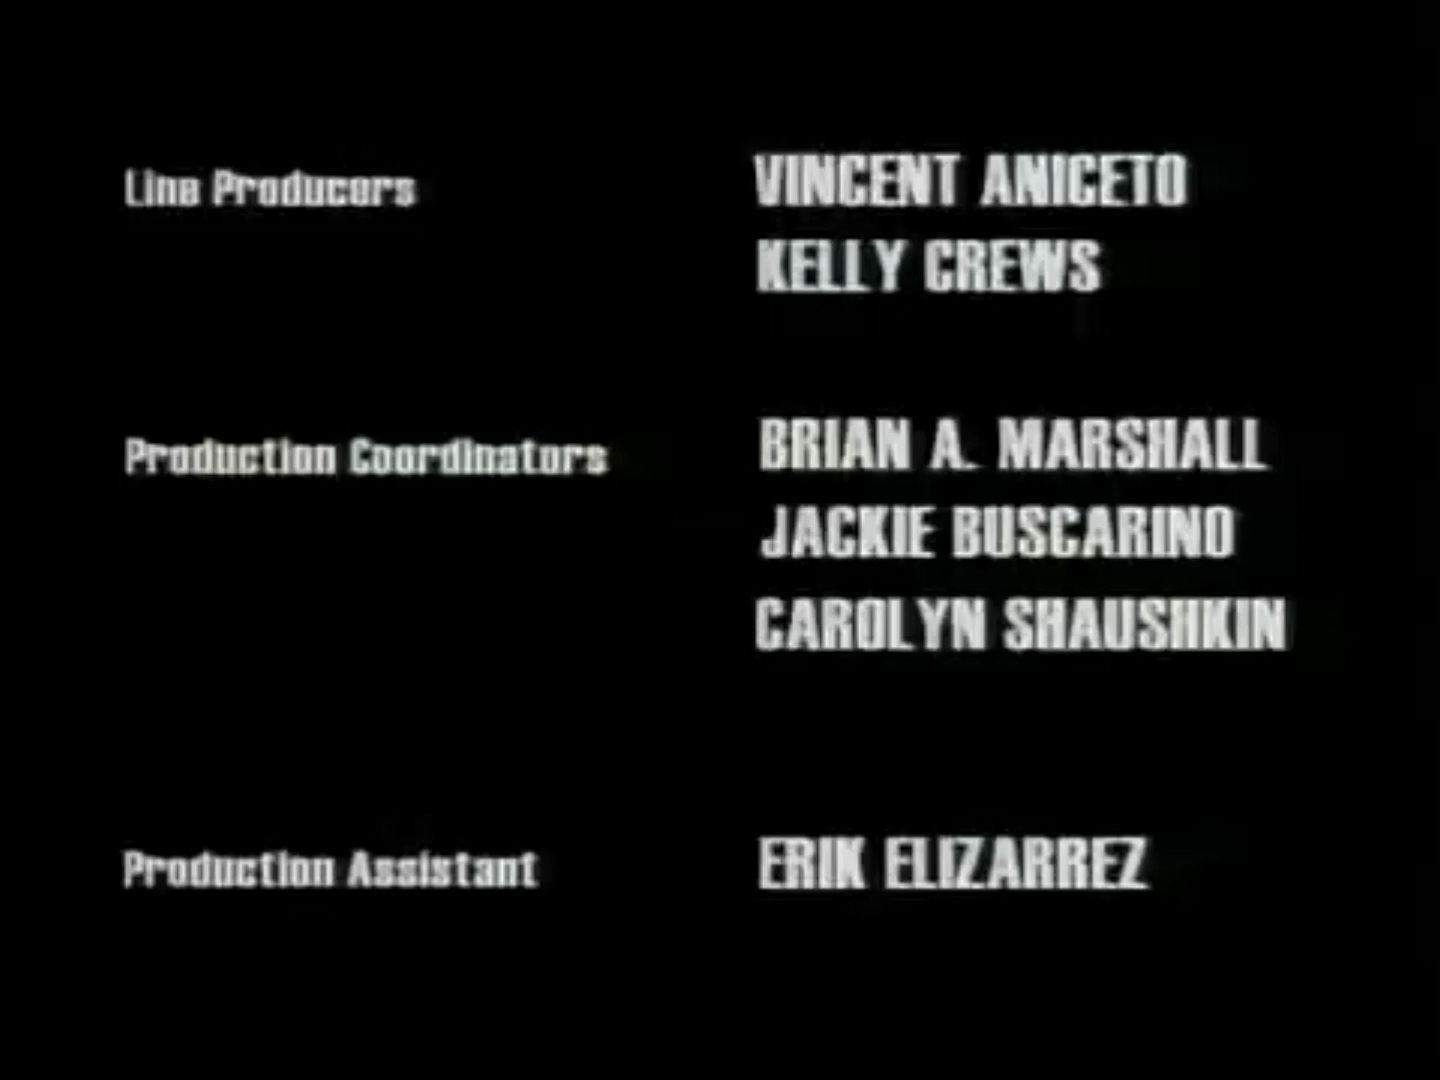 Line Producers VINCENT ANICETO
KELLY CREWS
Production Coordinators BRIAN A. MARSHALL
JACKIE BUSCARINO
CAROLYN SHAUSHKIN
Production Assistant ERIK ELIZARREZ